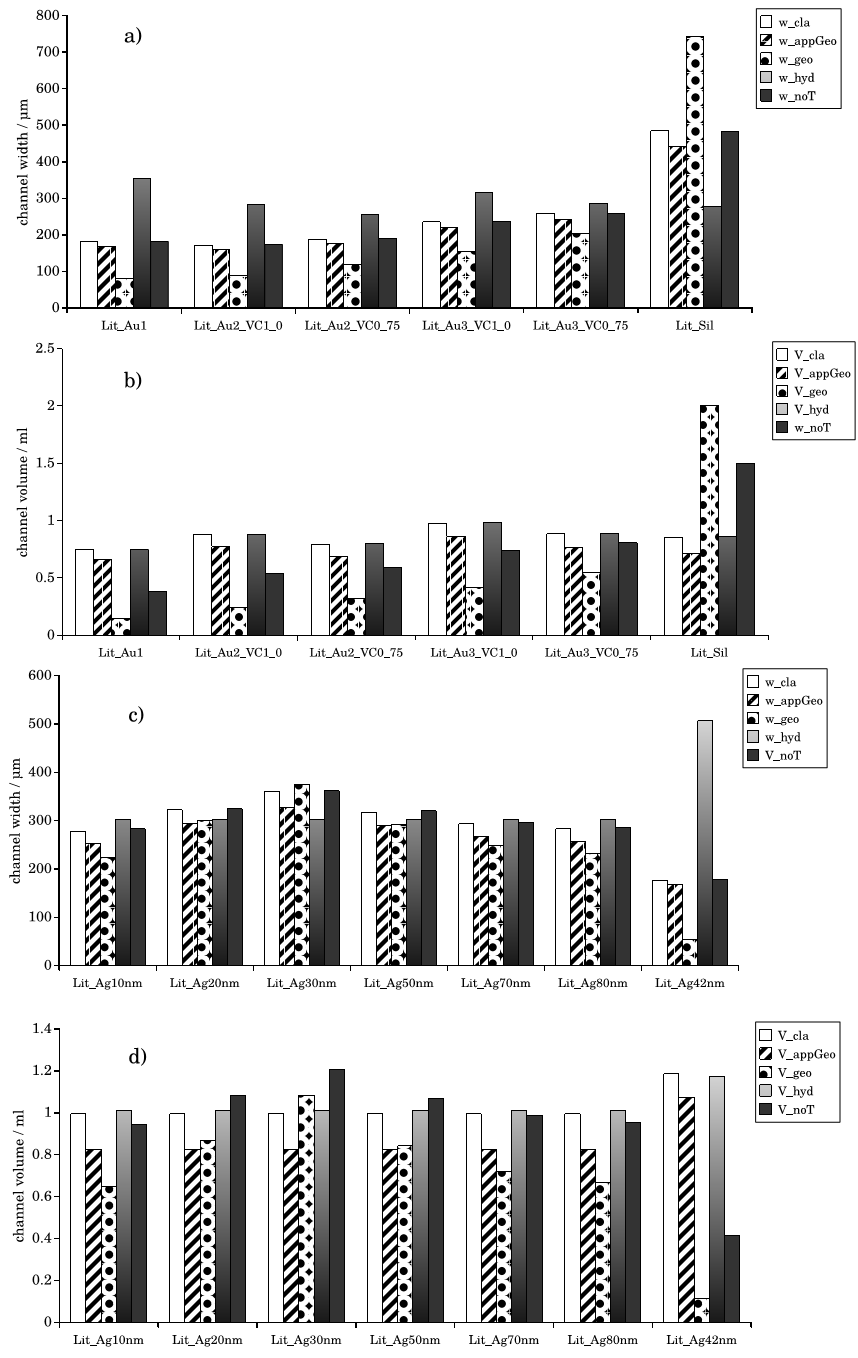 a)
channel width / µm
800
700
600
500
400
300
200
100
0
Lit_Au1 Lit_Au2_VC1_0 Lit_Au2_VC0_75 Lit_Au3_VC1_0 Lit_Au3_VC0_75 Lit_Sil
w_cla
w_appGeo
w_geo
w_hyd
w_noT
b)
channel volume / ml
2.5
2
1.5
1
0.5
0
Lit_Au1 Lit_Au2_VC1_0 Lit_Au2_VC0_75 Lit_Au3_VC1_0 Lit_Au3_VC0_75 Lit_Sil
V_cla
V_appGeo
V_geo
V_hyd
w_noT
c)
channel width / µm
600
500
400
300
200
100
0
Lit_Ag10nm Lit_Ag20nm Lit_Ag30nm Lit_Ag50nm Lit_Ag70nm Lit_Ag80nm Lit_Ag42nm
w_cla
w_appGeo
w_geo
w_hyd
V_noT
d)
channel volume / ml
1.4
1.2
1
0.8
0.6
0.4
0.2
0
Lit_Ag10nm Lit_Ag20nm Lit_Ag30nm Lit_Ag50nm Lit_Ag70nm Lit_Ag80nm Lit_Ag42nm
V_cla
V_appGeo
V_geo
V_hyd
V_noT